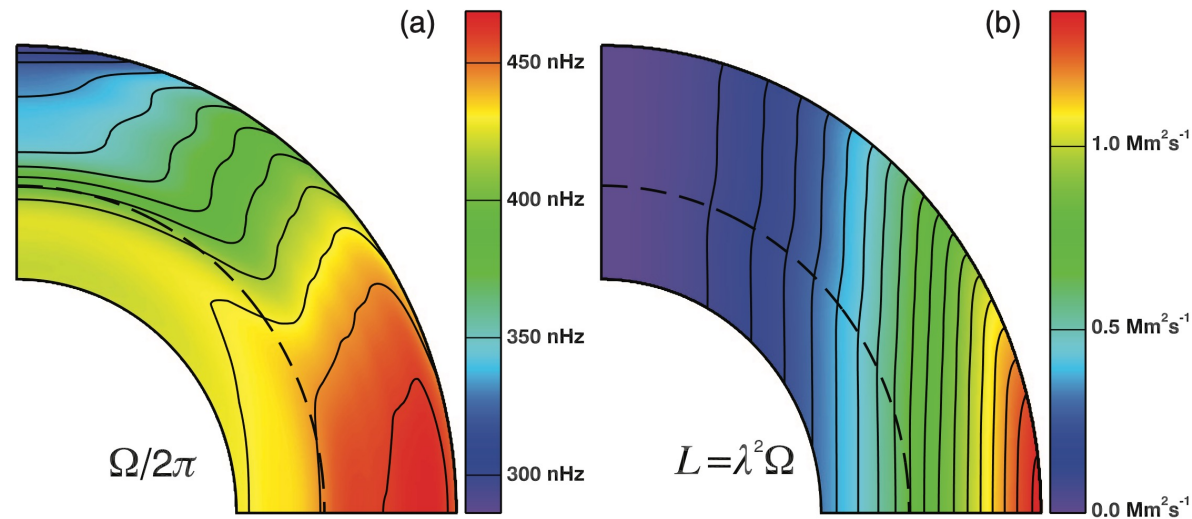 (a)
450 nHz
400 nHz
350 nHz
300 nHz
Ω/2π
(b)
1.0 Mm²s⁻¹
0.5 Mm²s⁻¹
0.0 Mm²s⁻¹
L=λ²Ω